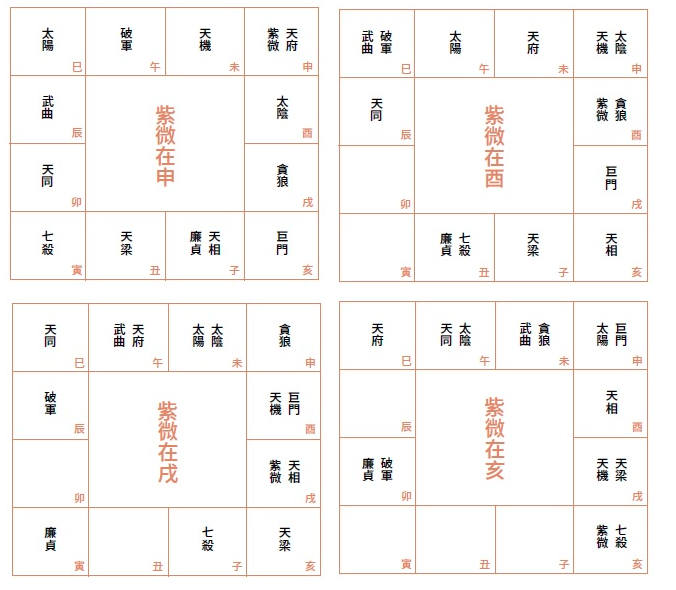 太陽 巳
破軍 午
天機 未
紫微 天府 申
武曲 辰
太陰 酉
天同 卯
貪狼 戌
七殺 寅
天梁 丑
廉貞 天相 子
巨門 亥
紫微在申
武曲 破軍 巳
太陽 午
天府 未
天機 太陰 申
天同 辰
紫微 貪狼 酉
卯
巨門 戌
寅
廉貞 七殺 丑
天梁 子
天相 亥
紫微在酉
天同 巳
武曲 天府 午
太陽 太陰 未
貪狼 申
破軍 辰
天機 巨門 酉
卯
紫微 天相 戌
廉貞 寅
丑
七殺 子
天梁 亥
紫微在戌
天府 巳
天同 太陰 午
武曲 貪狼 未
太陽 巨門 申
辰
天相 酉
廉貞 破軍 卯
天機 天梁 戌
寅
丑
子
紫微 七殺 亥
紫微在亥